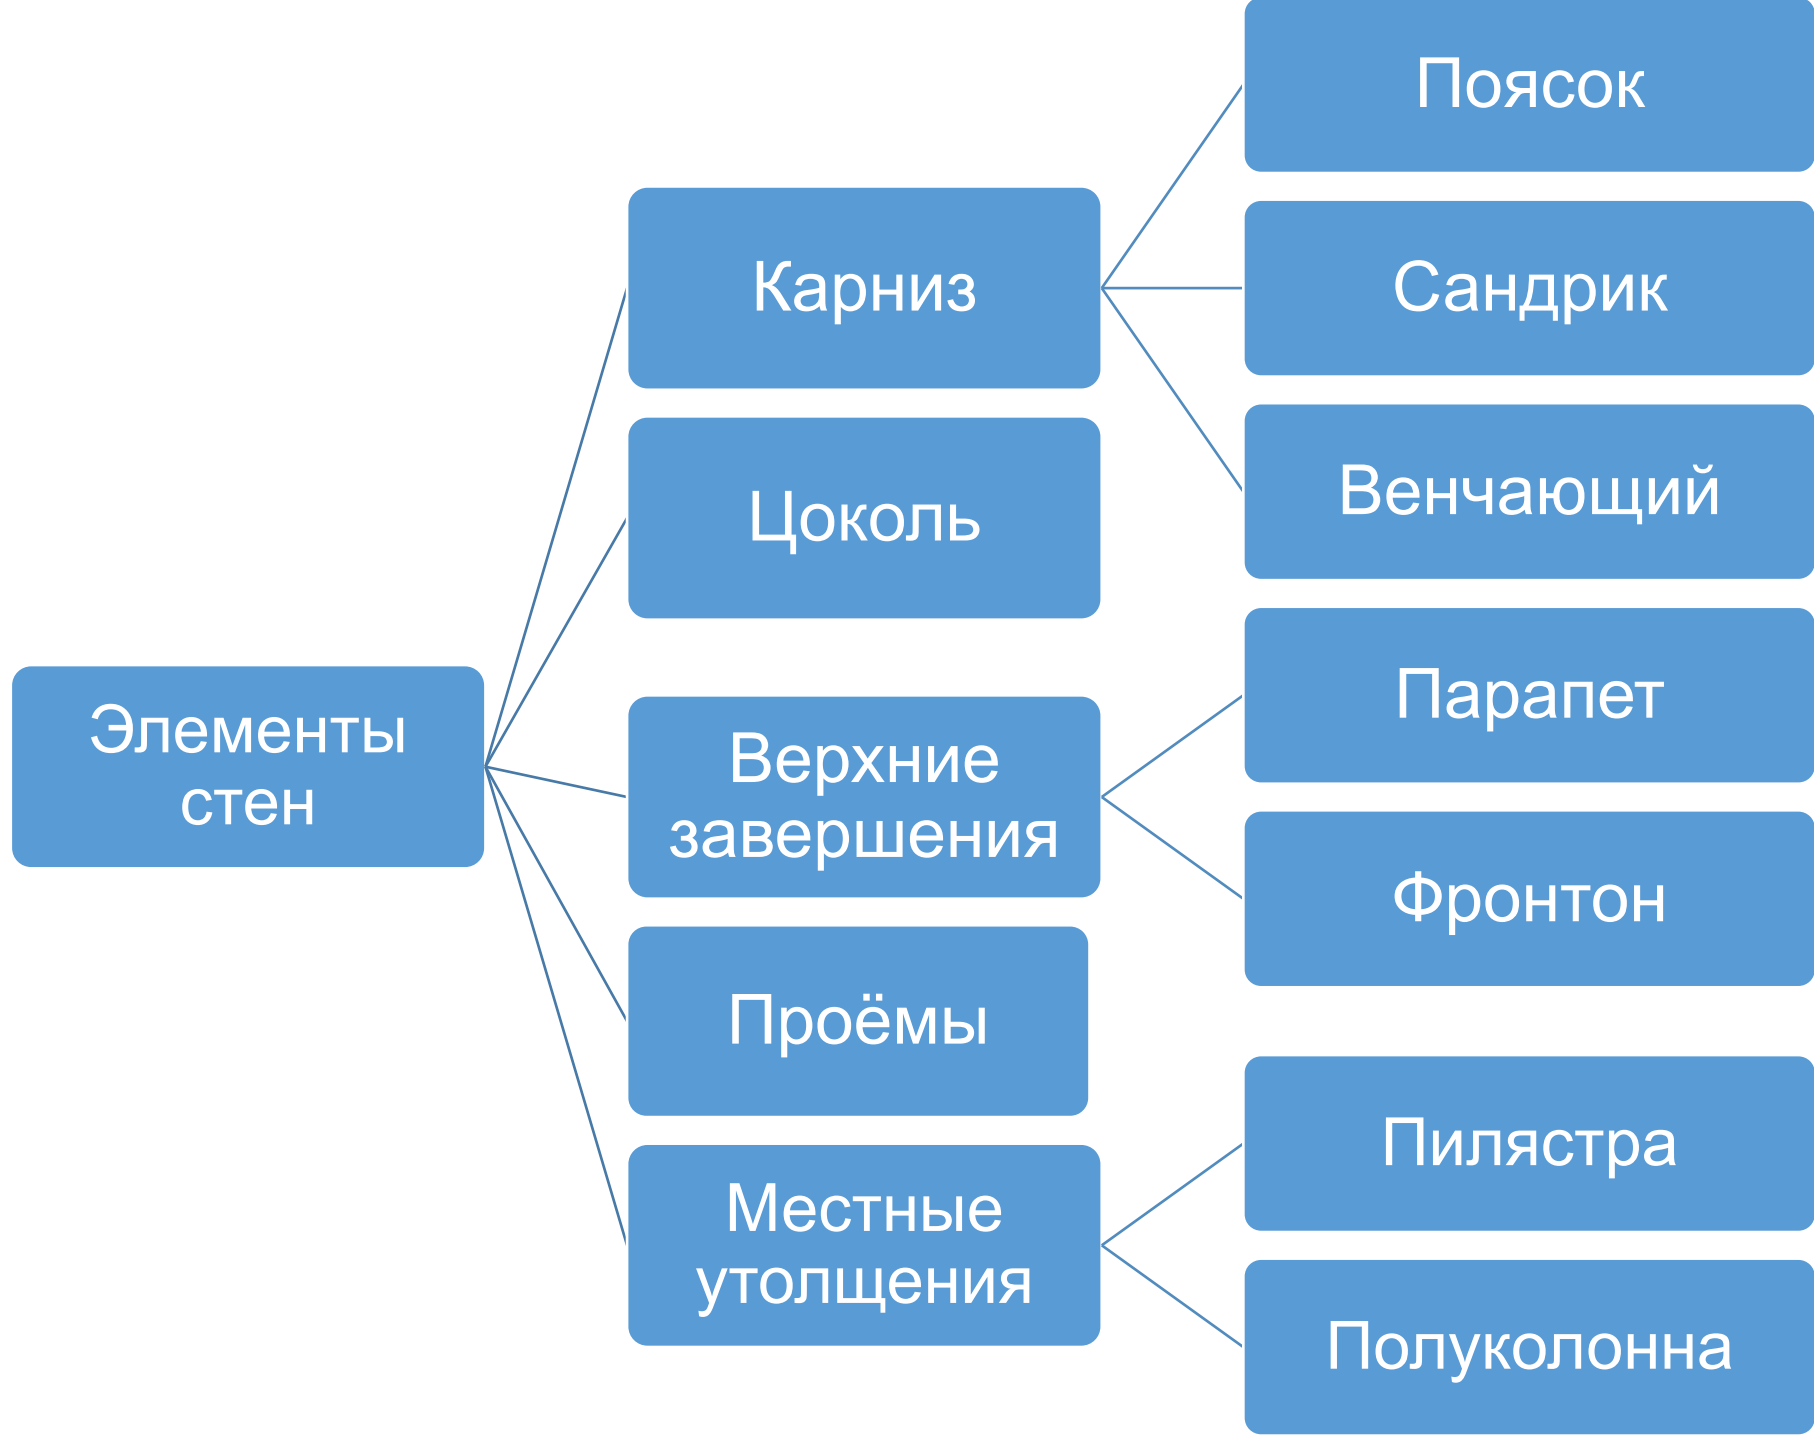 Элементы
стен
Карниз
Поясок
Сандрик
Венчающий
Цоколь
Верхние
завершения
Парапет
Фронтон
Проёмы
Местные
утолщения
Пилястра
Полуколонна